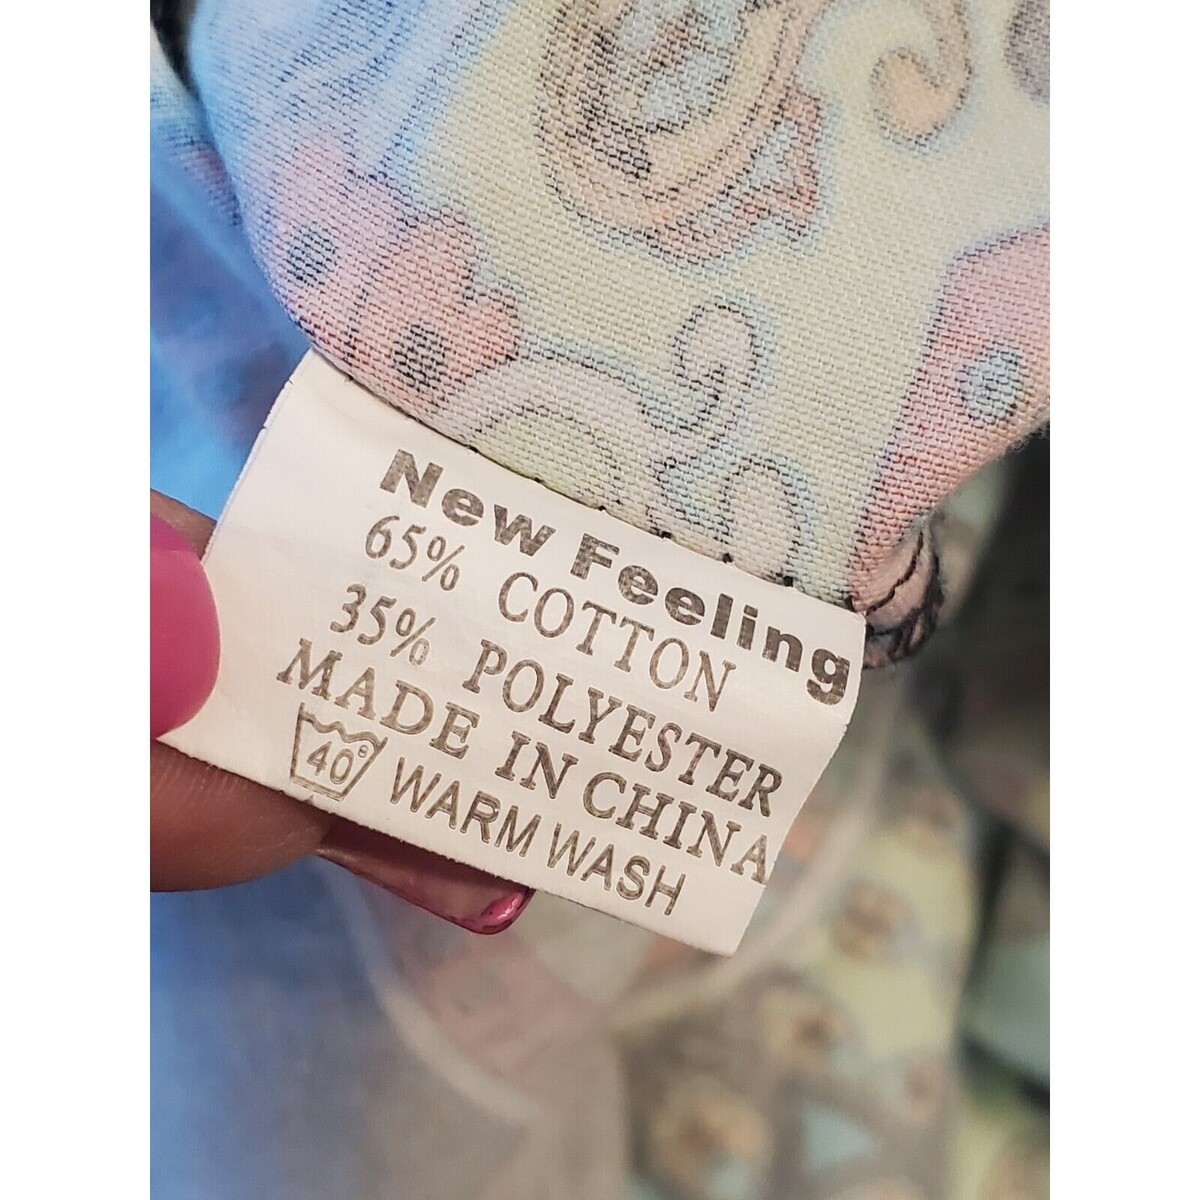 New Feeling
65% COTTON
35% POLYESTER
MADE IN CHINA
40° WARM WASH